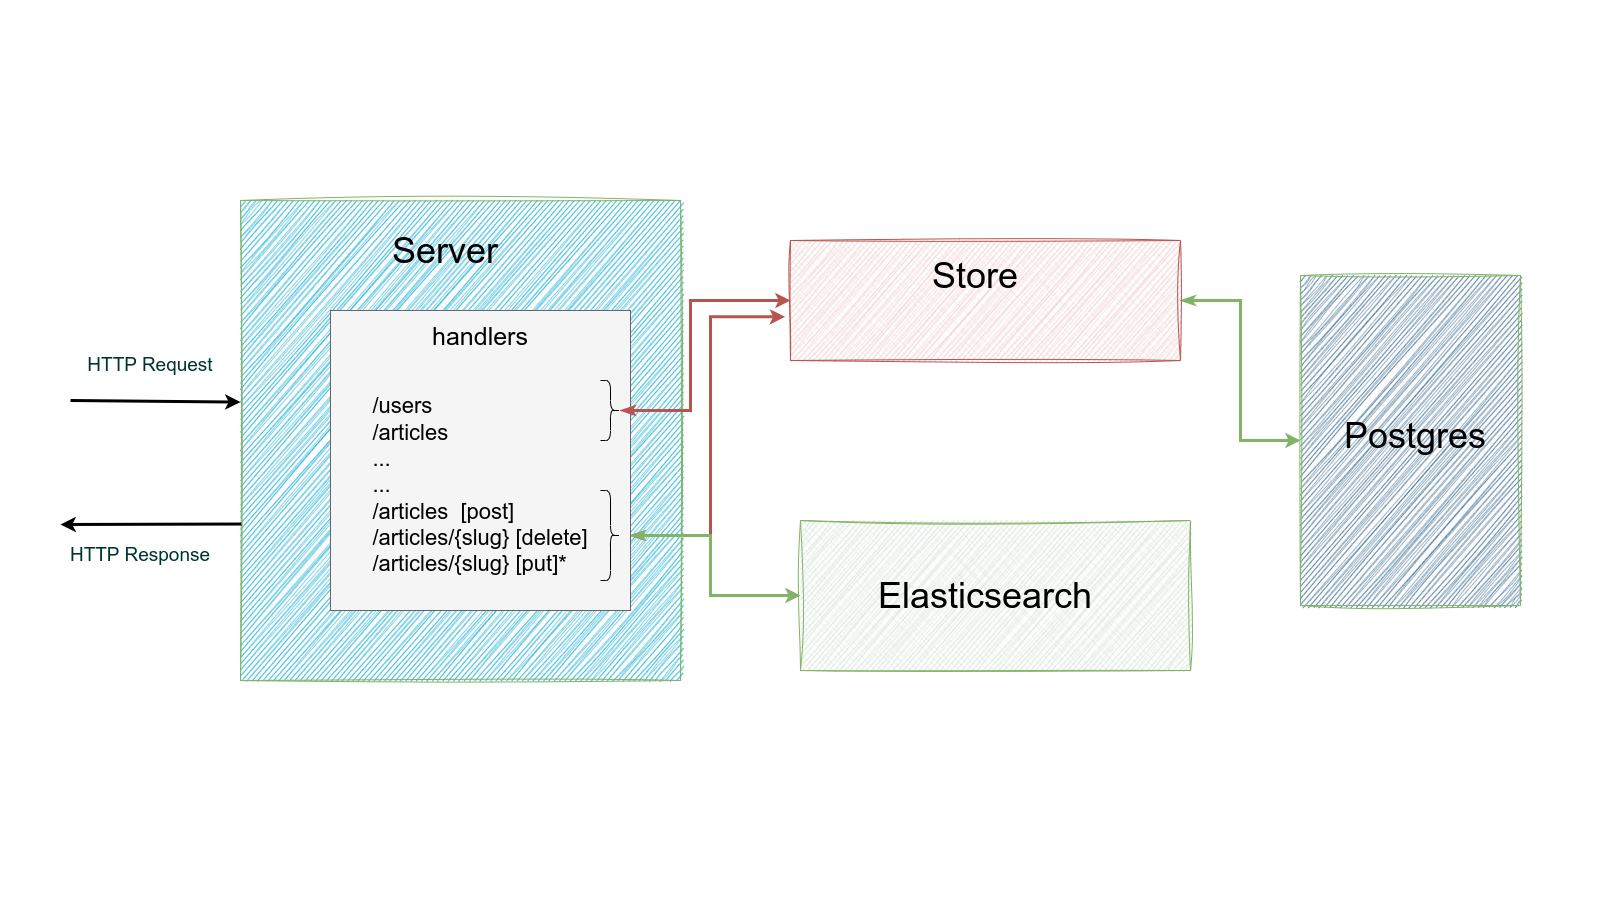 Server
handlers
/users
/articles
...
...
/articles  [post]
/articles/{slug} [delete]
/articles/{slug} [put]*
HTTP Request
HTTP Response
Store
Elasticsearch
Postgres